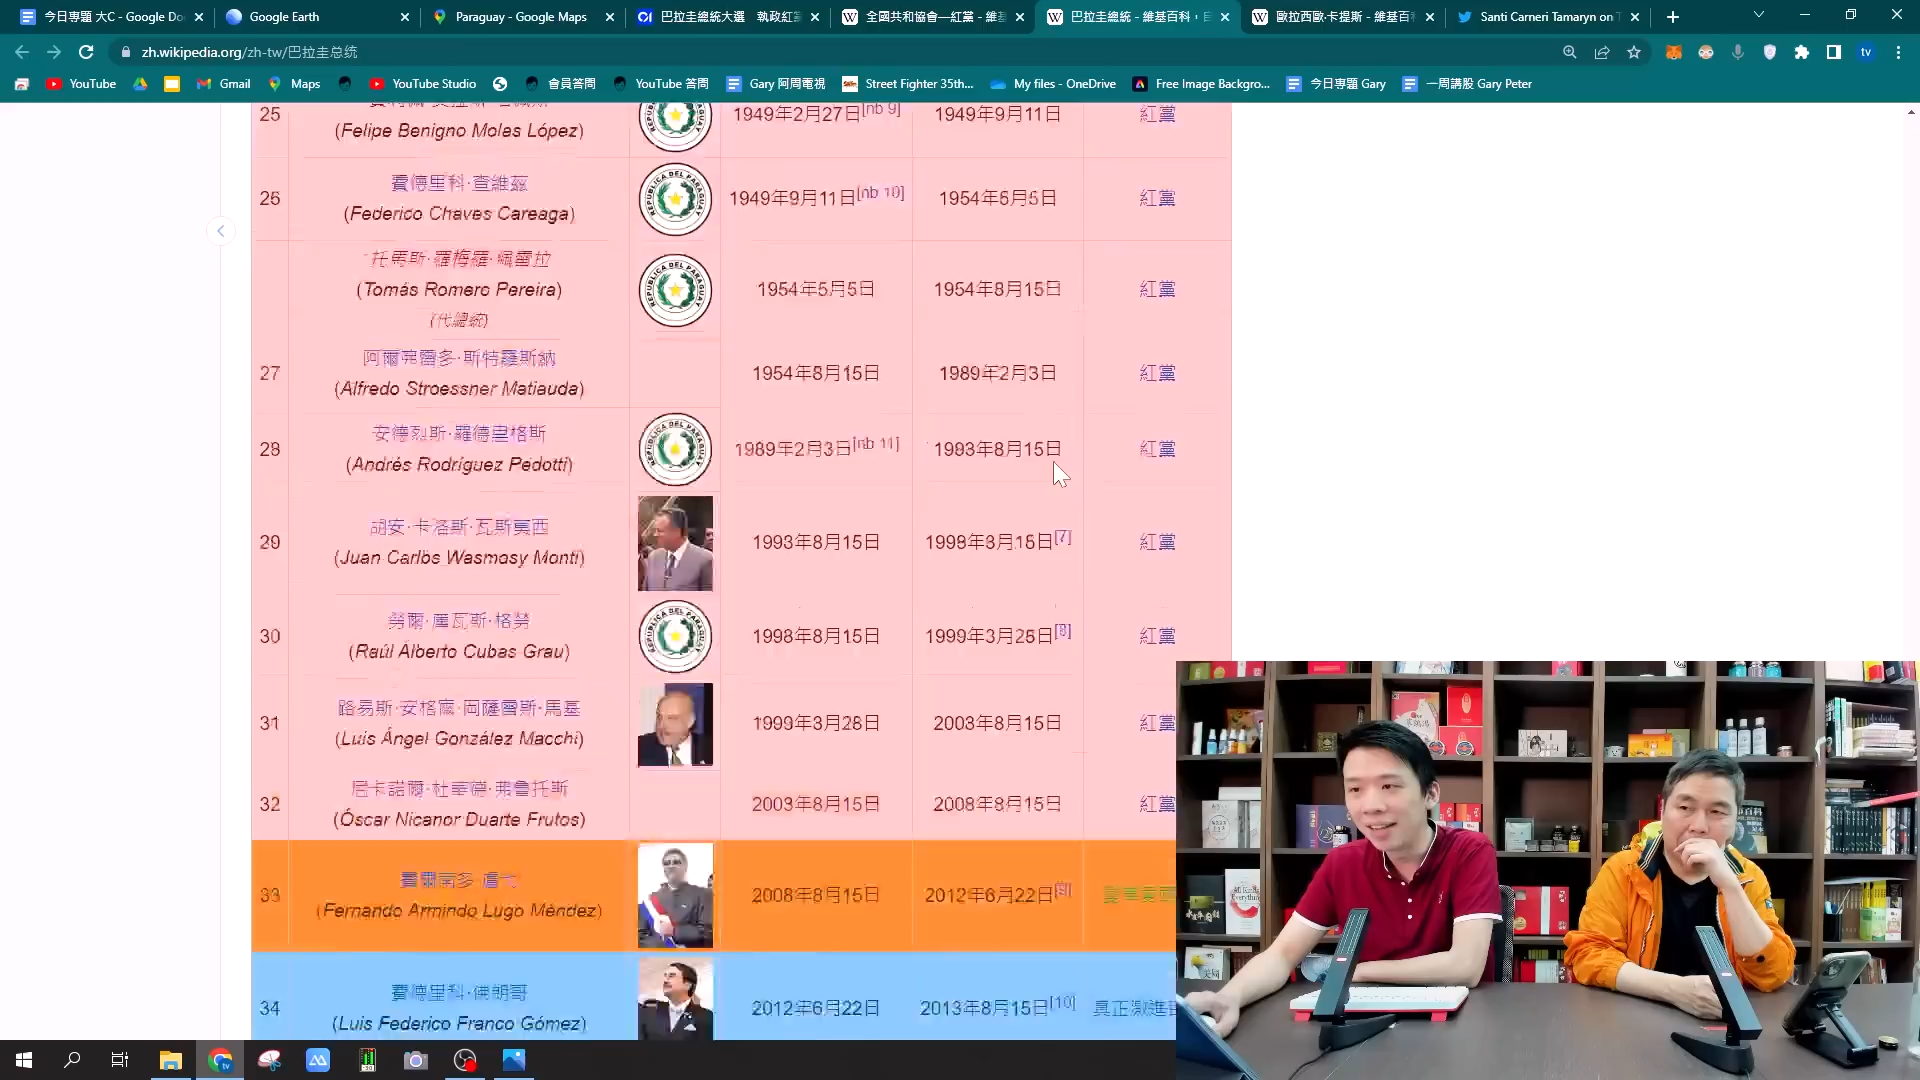 今日專題 大C - Google Do
Google Earth
Paraguay - Google Maps
巴拉圭總統大選 執政紅黨
全國共和協會—紅黨 - 維基
巴拉圭總統 - 維基百科，自
歐拉西歐·卡提斯 - 維基百科
Santi Carneri Tamaryn on T
zh.wikipedia.org/zh-tw/巴拉圭总统
YouTube
Gmail
Maps
YouTube Studio
會員答問
YouTube 答問
Gary 阿周電視
Street Fighter 35th...
My files - OneDrive
Free Image Backgro...
今日專題 Gary
一周講股 Gary Peter
25
(Felipe Benigno Molas López)
1949年2月27日[nb 9]
1949年9月11日
紅黨
26
費德里科·查維茲
(Federico Chaves Careaga)
1949年9月11日[nb 10]
紅黨
托馬斯·羅梅羅·佩雷拉
(Tomás Romero Pereira)
(代總統)
1954年5月5日
1954年8月15日
紅黨
27
阿爾弗雷多·斯特羅斯納
(Alfredo Stroessner Matiauda)
1954年8月15日
1989年2月3日
紅黨
28
安德烈斯·羅德里格斯
(Andrés Rodríguez Pedotti)
1989年2月3日[nb 11]
1993年8月15日
紅黨
29
胡安·卡洛斯·瓦斯莫西
(Juan Carlos Wasmosy Monti)
1993年8月15日
紅黨
30
勞爾·庫瓦斯·格勞
(Raúl Alberto Cubas Grau)
1998年8月15日
1999年3月28日[8]
紅黨
31
路易斯·安格爾·岡薩雷斯·馬基
(Luis Ángel González Macchi)
1999年3月28日
2003年8月15日
紅黨
32
尼卡諾爾·杜華德·弗魯托斯
(Óscar Nicanor Duarte Frutos)
2003年8月15日
2008年8月15日
紅黨
33
費爾南多·盧戈
(Fernando Armindo Lugo Méndez)
2008年8月15日
2012年6月22日[9]
34
費德里科·佛朗哥
(Luis Federico Franco Gómez)
2012年6月22日
2013年8月15日[10]
真正激進